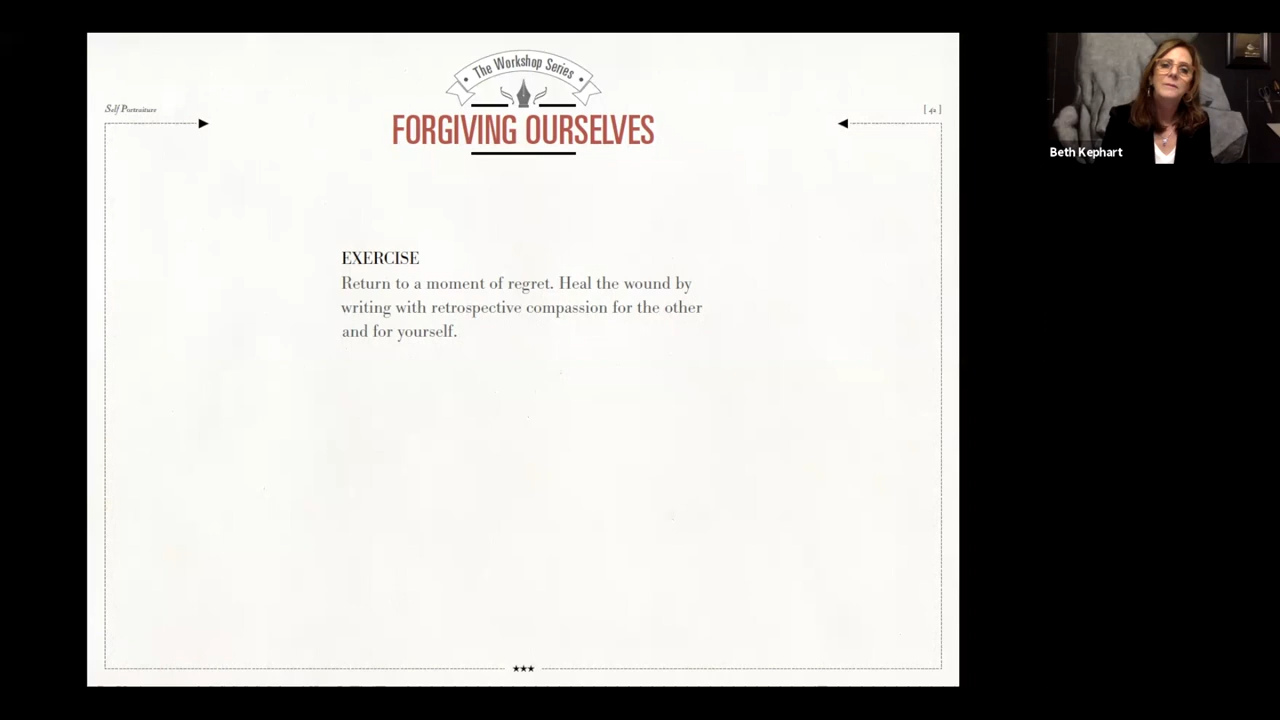 The Workshop Series
Self Portraiture
[ 42 ]
FORGIVING OURSELVES
Beth Kephart
EXERCISE
Return to a moment of regret. Heal the wound by
writing with retrospective compassion for the other
and for yourself.